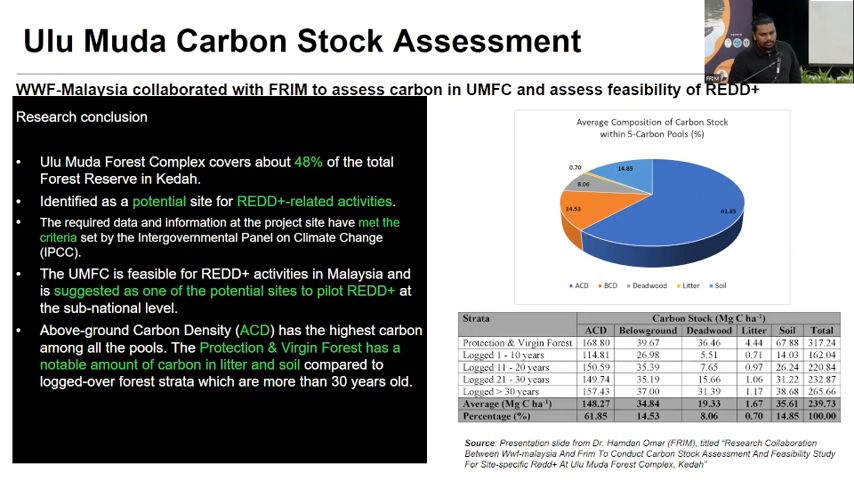 Ulu Muda Carbon Stock Assessment
FRIM
WWF-Malaysia collaborated with FRIM to assess carbon in UMFC and assess feasibility of REDD+
Research conclusion
• Ulu Muda Forest Complex covers about 48% of the total
Forest Reserve in Kedah.
• Identified as a potential site for REDD+-related activities.
• The required data and information at the project site have met the
criteria set by the Intergovernmental Panel on Climate Change
(IPCC).
• The UMFC is feasible for REDD+ activities in Malaysia and
is suggested as one of the potential sites to pilot REDD+ at
the sub-national level.
• Above-ground Carbon Density (ACD) has the highest carbon
among all the pools. The Protection & Virgin Forest has a
notable amount of carbon in litter and soil compared to
logged-over forest strata which are more than 30 years old.
Average Composition of Carbon Stock
within 5-Carbon Pools (%)
0.70
14.85
8.06
14.53
61.85
ACD BCD Deadwood Litter Soil
Strata Carbon Stock (Mg C ha-1)
ACD Belowground Deadwood Litter Soil Total
Protection & Virgin Forest 168.80 39.67 36.46 4.44 67.88 317.24
Logged 1 - 10 years 114.81 26.98 5.51 0.71 14.03 162.04
Logged 11 - 20 years 150.59 35.39 7.65 0.97 26.24 220.84
Logged 21 - 30 years 149.74 35.19 15.66 1.06 31.22 232.87
Logged > 30 years 157.43 37.00 31.39 1.17 38.68 265.66
Average (Mg C ha-1) 148.27 34.84 19.33 1.67 35.61 239.73
Percentage (%) 61.85 14.53 8.06 0.70 14.85 100.00
Source: Presentation slide from Dr. Hamdan Omar (FRIM), titled “Research Collaboration
Between Wwf-malaysia And Frim To Conduct Carbon Stock Assessment And Feasibility Study
For Site-specific Redd+ At Ulu Muda Forest Complex, Kedah”